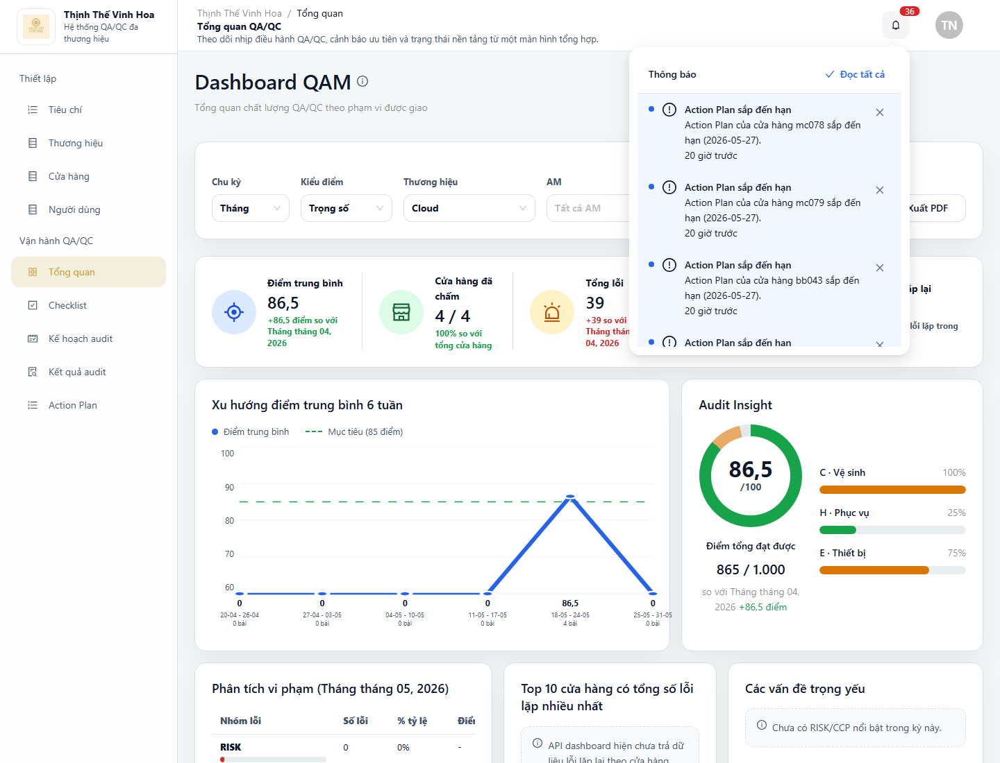 Thịnh Thế Vinh Hoa
Hệ thống QA/QC đa
thương hiệu
Thiết lập
Tiêu chí
Thương hiệu
Cửa hàng
Người dùng
Vận hành QA/QC
Tổng quan
Checklist
Kế hoạch audit
Kết quả audit
Action Plan
Thịnh Thế Vinh Hoa / Tổng quan
Tổng quan QA/QC
Theo dõi nhịp điều hành QA/QC, cảnh báo ưu tiên và trạng thái nền tảng từ một màn hình tổng hợp.
36
TN
Thông báo
Đọc tất cả
Action Plan sắp đến hạn
Action Plan của cửa hàng mc078 sắp đến
hạn (2026-05-27).
20 giờ trước
Action Plan sắp đến hạn
Action Plan của cửa hàng mc079 sắp đến
hạn (2026-05-27).
20 giờ trước
Action Plan sắp đến hạn
Action Plan của cửa hàng bb043 sắp đến
hạn (2026-05-27).
20 giờ trước
Action Plan sắp đến hạn
Dashboard QAM
Tổng quan chất lượng QA/QC theo phạm vi được giao
Chu kỳ
Kiểu điểm
Thương hiệu
AM
Tháng
Trọng số
Cloud
Tất cả AM
Xuất PDF
Điểm trung bình
86,5
+86,5 điểm so với
Tháng tháng 04,
2026
Cửa hàng đã
chấm
4 / 4
100% so với
tổng cửa hàng
Tổng lỗi
39
+39 so với
04, 2026
lại
lỗi lặp trong
Xu hướng điểm trung bình 6 tuần
Điểm trung bình
Mục tiêu (85 điểm)
100
90
80
70
60
0
0
0
0
86,5
0
20-04 - 26-04
27-04 - 03-05
04-05 - 10-05
11-05 - 17-05
18-05 - 24-05
25-05 - 31-05
0 bài
0 bài
0 bài
0 bài
4 bài
0 bài
Audit Insight
86,5
/100
Điểm tổng đạt được
865 / 1.000
so với Tháng tháng 04,
2026 +86,5 điểm
C · Vệ sinh 100%
H · Phục vụ 25%
E · Thiết bị 75%
Phân tích vi phạm (Tháng tháng 05, 2026)
Nhóm lỗi
Số lỗi
% tỷ lệ
RISK
0
0%
-
Top 10 cửa hàng có tổng số lỗi
lặp nhiều nhất
API dashboard hiện chưa trả dữ
liệu lỗi lặp lại theo cửa hàng
Các vấn đề trọng yếu
Chưa có RISK/CCP nổi bật trong kỳ này.